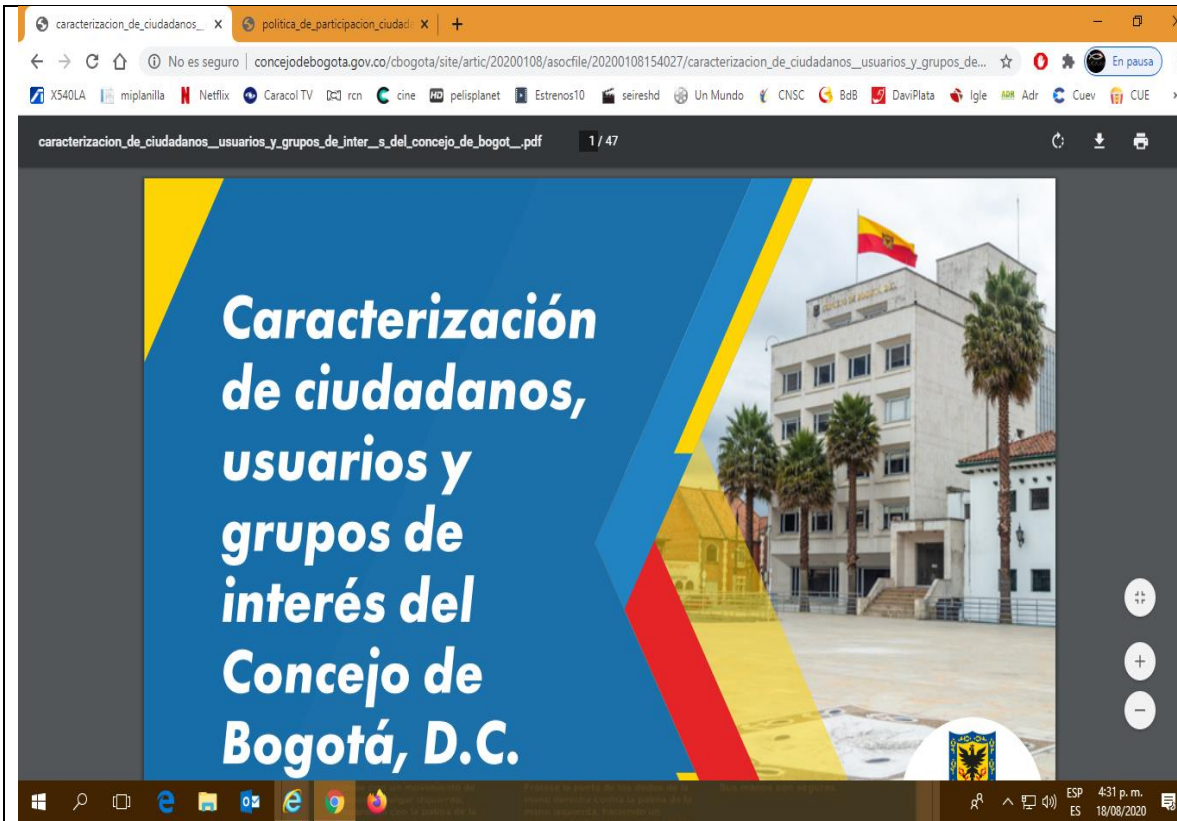 caracterizacion_de_ciudadanos_
politica_de_participacion_ciudad
No es seguro | concejodebogota.gov.co/cbogota/site/artic/20200108/asocfile/20200108154027/caracterizacion_de_ciudadanos__usuarios_y_grupos_de... En pausa
X540LA miplanilla Netflix Caracol TV rcn cine pelisplanet Estrenos10 seireshd Un Mundo CNSC BdB DaviPlata Igle Adr Cuev CUE
caracterizacion_de_ciudadanos__usuarios_y_grupos_de_inter__s_del_concejo_de_bogot__.pdf 1 / 47
Caracterización
de ciudadanos,
usuarios y
grupos de
interés del
Concejo de
Bogotá, D.C.
ESP 4:31 p. m.
ES 18/08/2020